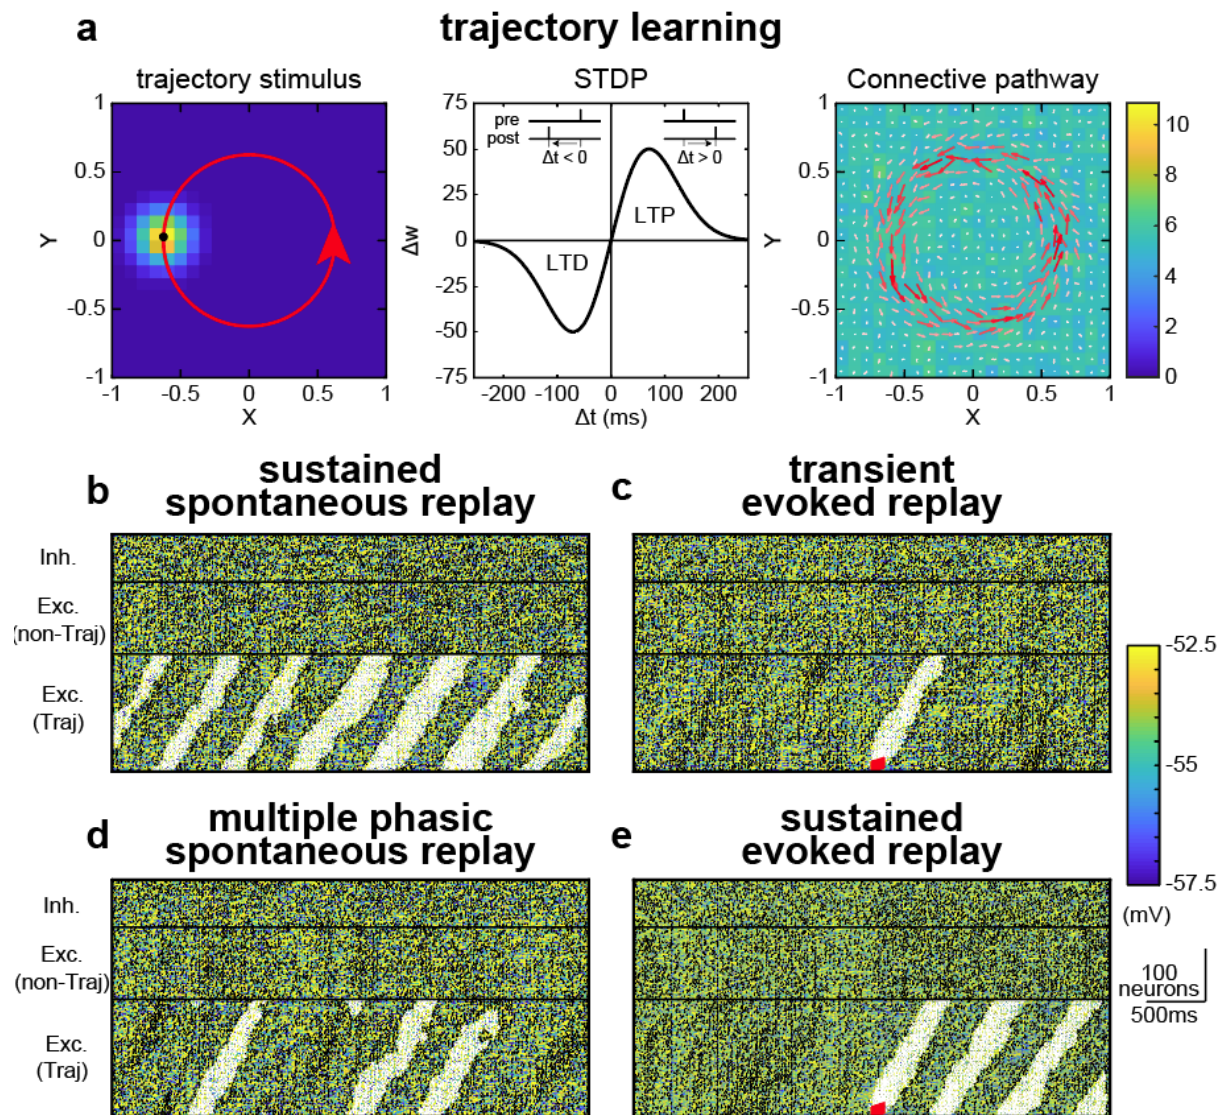 a
trajectory learning
trajectory stimulus
STDP
Connective pathway
1
0.5
0
-0.5
-1
Y
-1
-0.5
0
0.5
1
X
75
50
25
0
-25
-50
-75
Δw
pre
post
Δt < 0
Δt > 0
LTP
LTD
-200
-100
0
100
200
Δt (ms)
1
0.5
0
-0.5
-1
Y
-1
-0.5
0
0.5
1
X
10
8
6
4
2
0
b
sustained
spontaneous replay
c
transient
evoked replay
Inh.
Exc.
(non-Traj)
Exc.
(Traj)
d
multiple phasic
spontaneous replay
e
sustained
evoked replay
Inh.
Exc.
(non-Traj)
Exc.
(Traj)
-52.5
-55
-57.5
(mV)
100
neurons
500ms